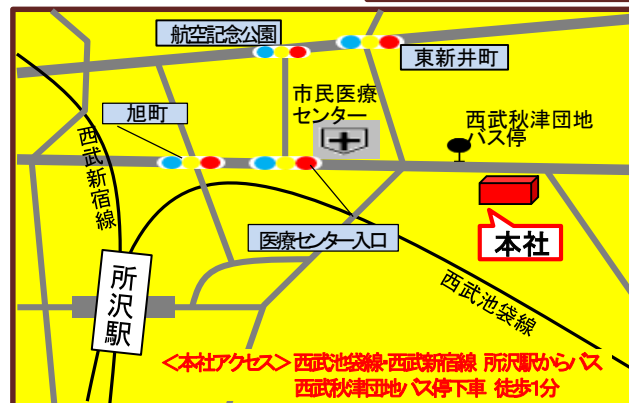 航空記念公園
東新井町
旭町
市民医療
センター
西武秋津団地
バス停
西武新宿線
医療センター入口
本社
所沢駅
西武池袋線
<本社アクセス> 西武池袋線・西武新宿線 所沢駅からバス
西武秋津団地バス停下車 徒歩1分